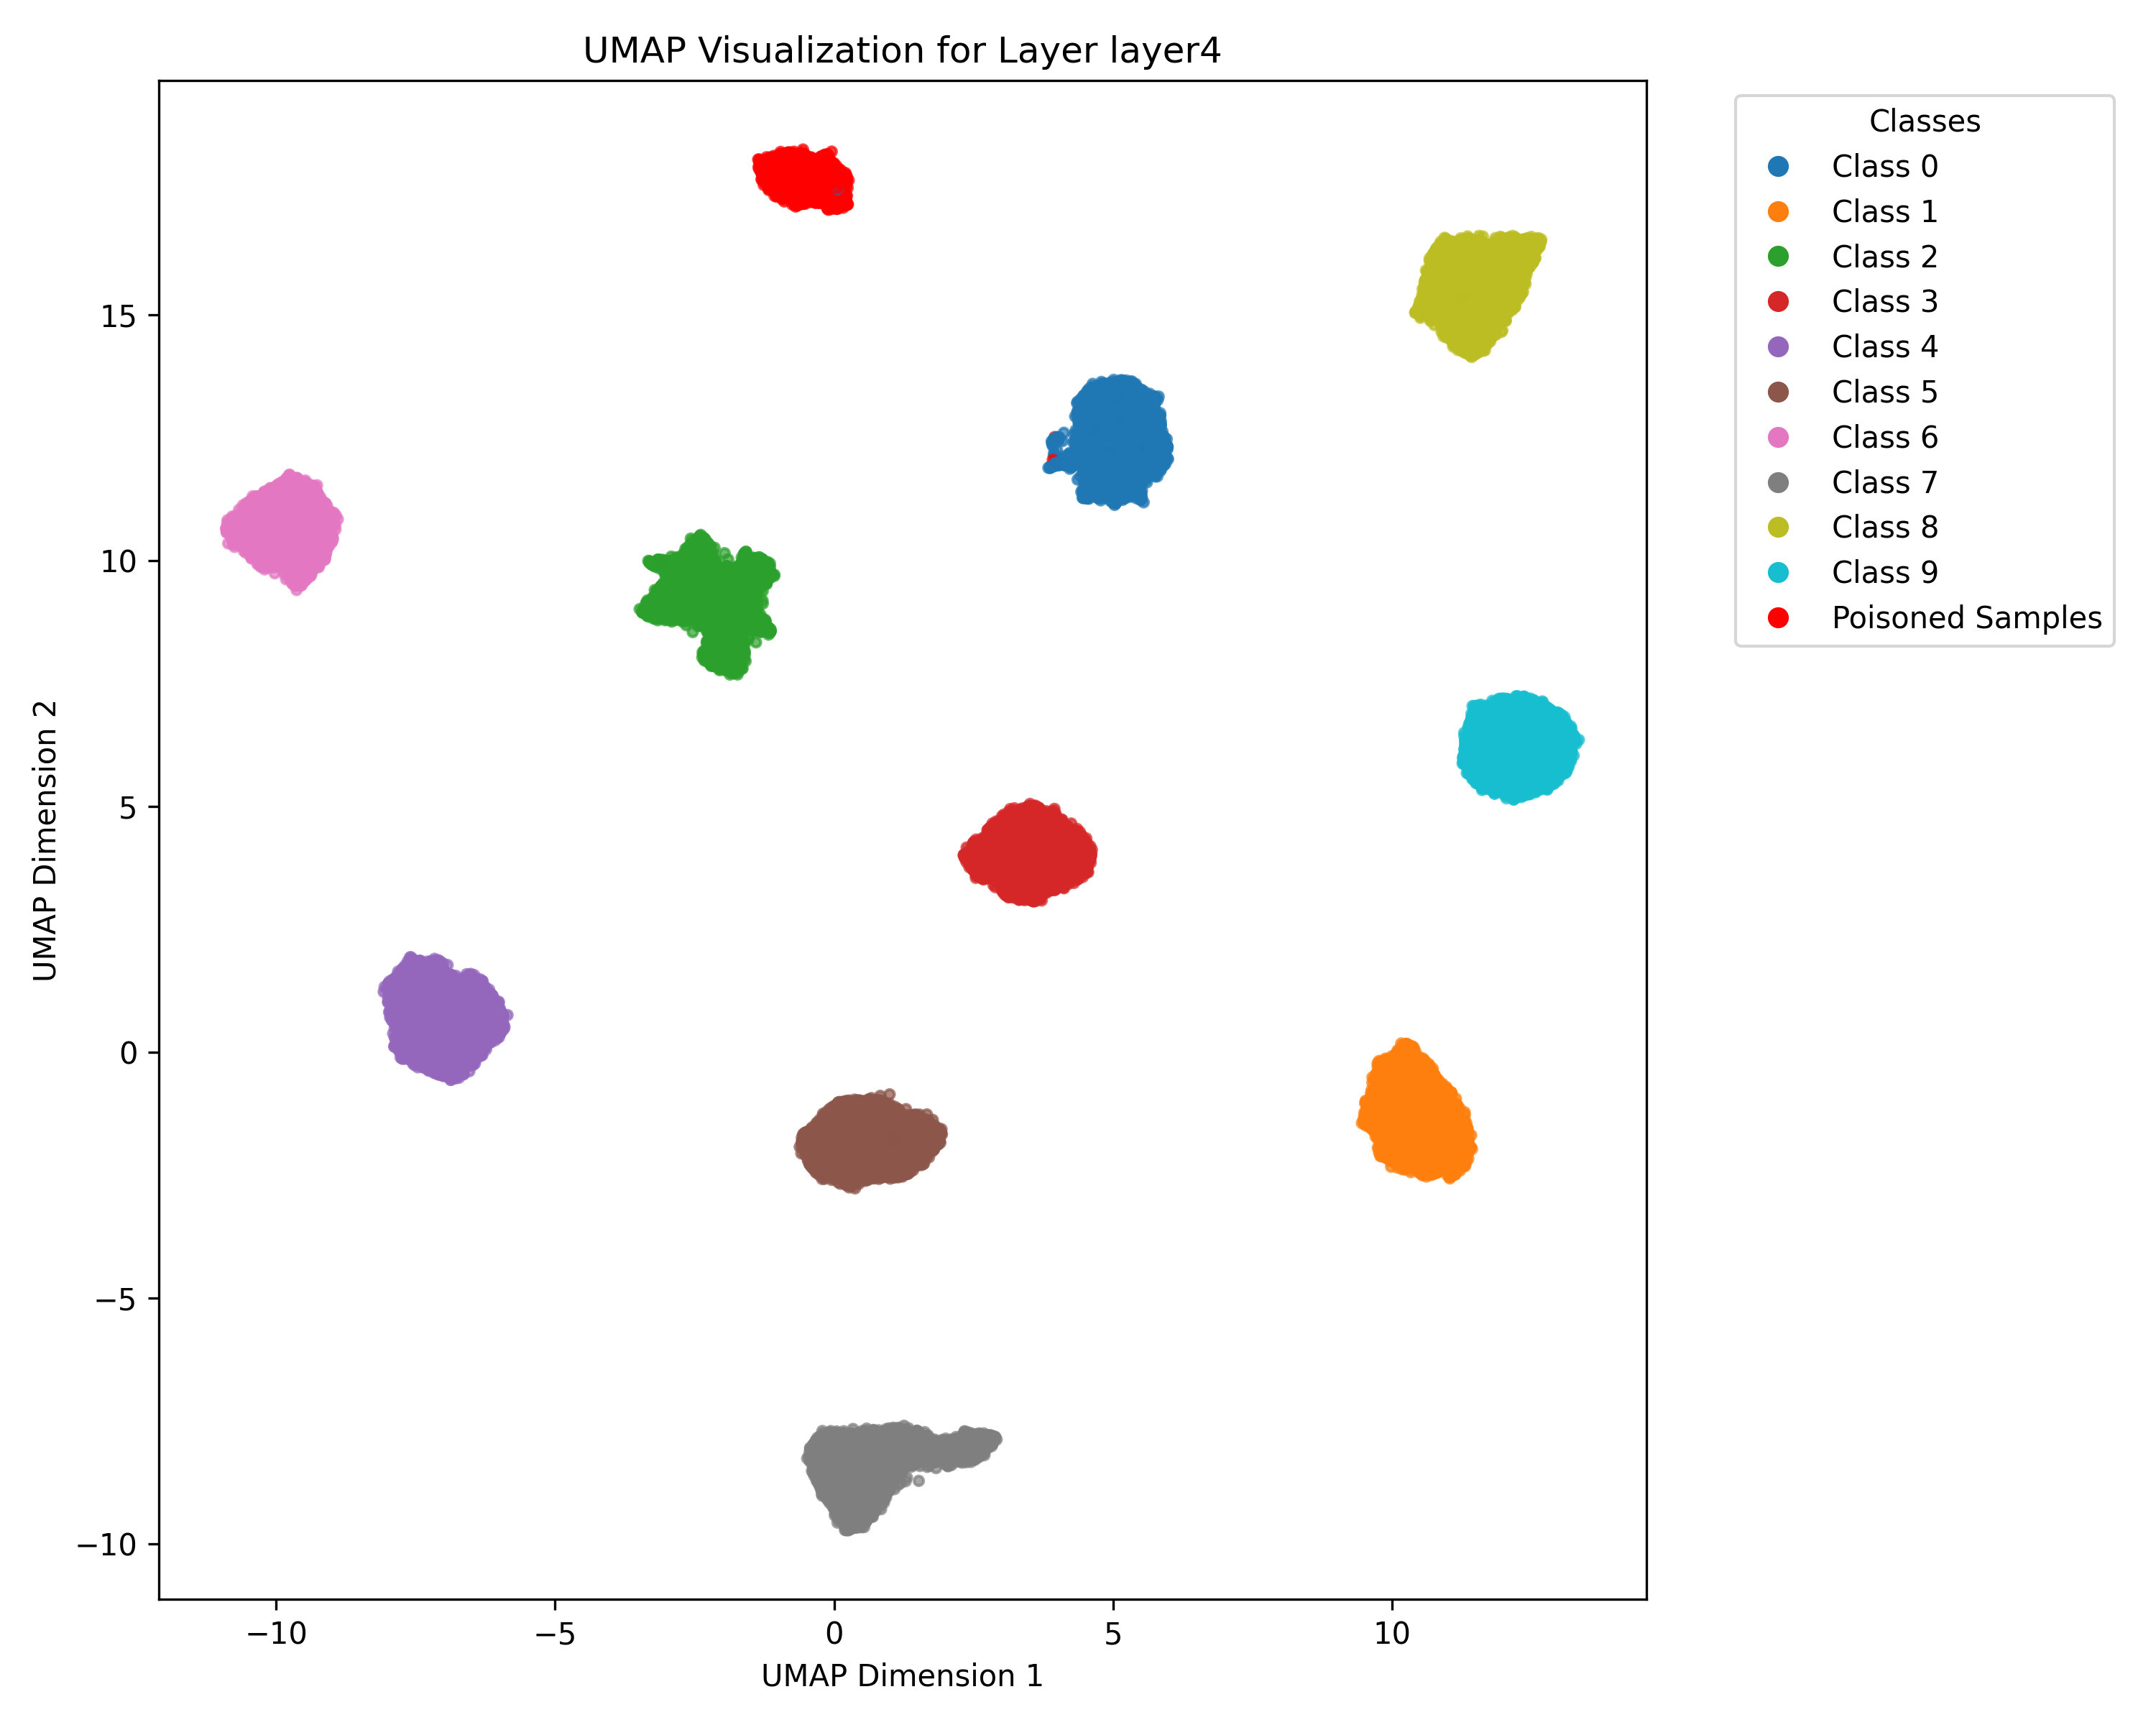 UMAP Visualization for Layer layer4
Classes
Class 0
Class 1
Class 2
Class 3
Class 4
Class 5
Class 6
Class 7
Class 8
Class 9
Poisoned Samples
UMAP Dimension 2
15
10
5
0
−5
−10
−10
−5
0
5
10
UMAP Dimension 1